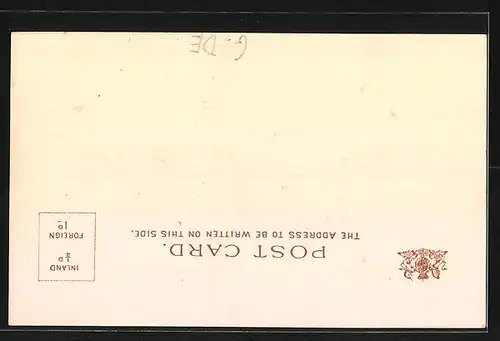 POST CARD.
THE ADDRESS TO BE WRITTEN ON THIS SIDE.
INLAND
½D
FOREIGN
1D
G-DE